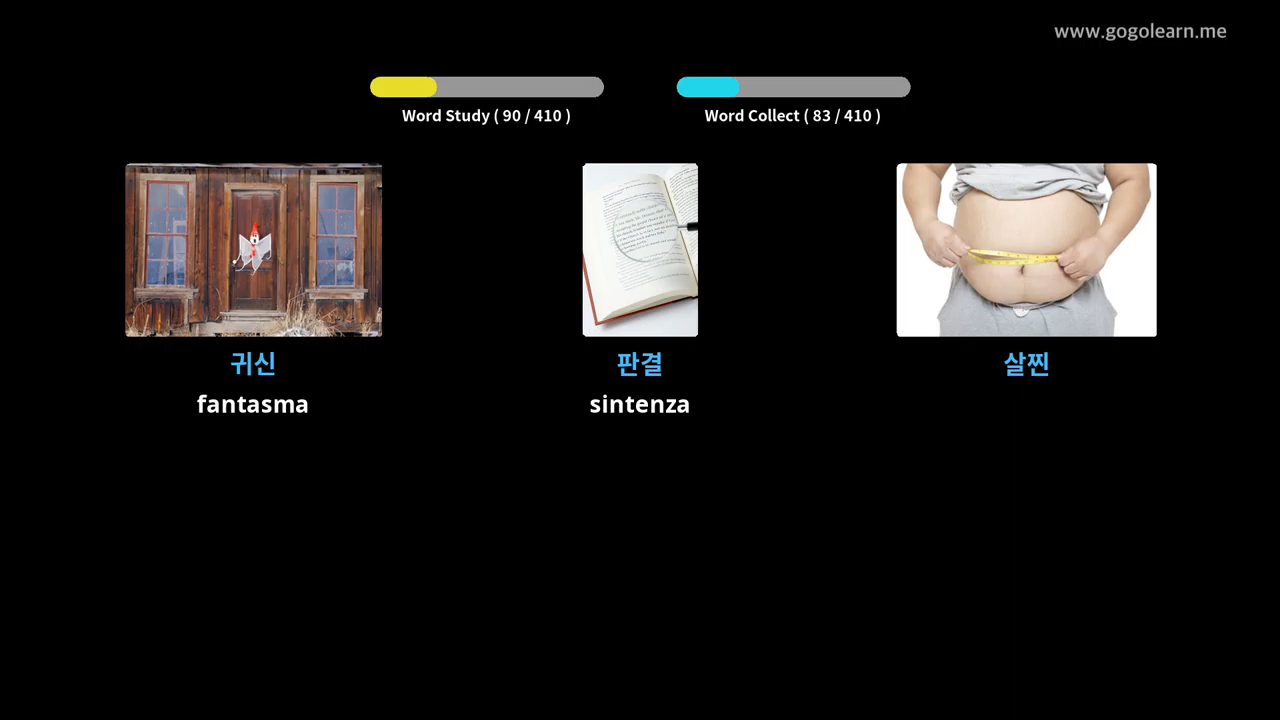 www.gogolearn.me
Word Study ( 90 / 410 )
Word Collect ( 83 / 410 )
귀신
판결
살찐
fantasma
sintenza